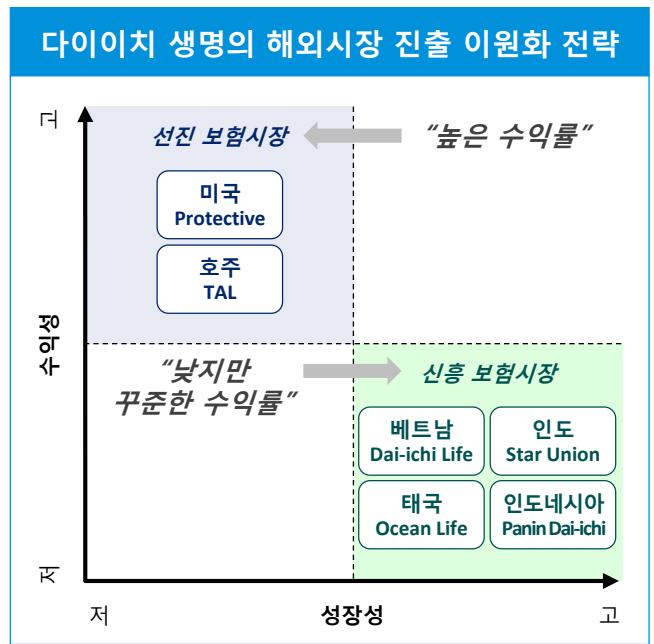 다이이치 생명의 해외시장 진출 이원화 전략
고
선진 보험시장
“높은 수익률”
미국
Protective
호주
TAL
수익성
“낮지만
꾸준한 수익률”
신흥 보험시장
베트남
Dai-ichi Life
인도
Star Union
태국
Ocean Life
인도네시아
Panin Dai-ichi
저
저
성장성
고